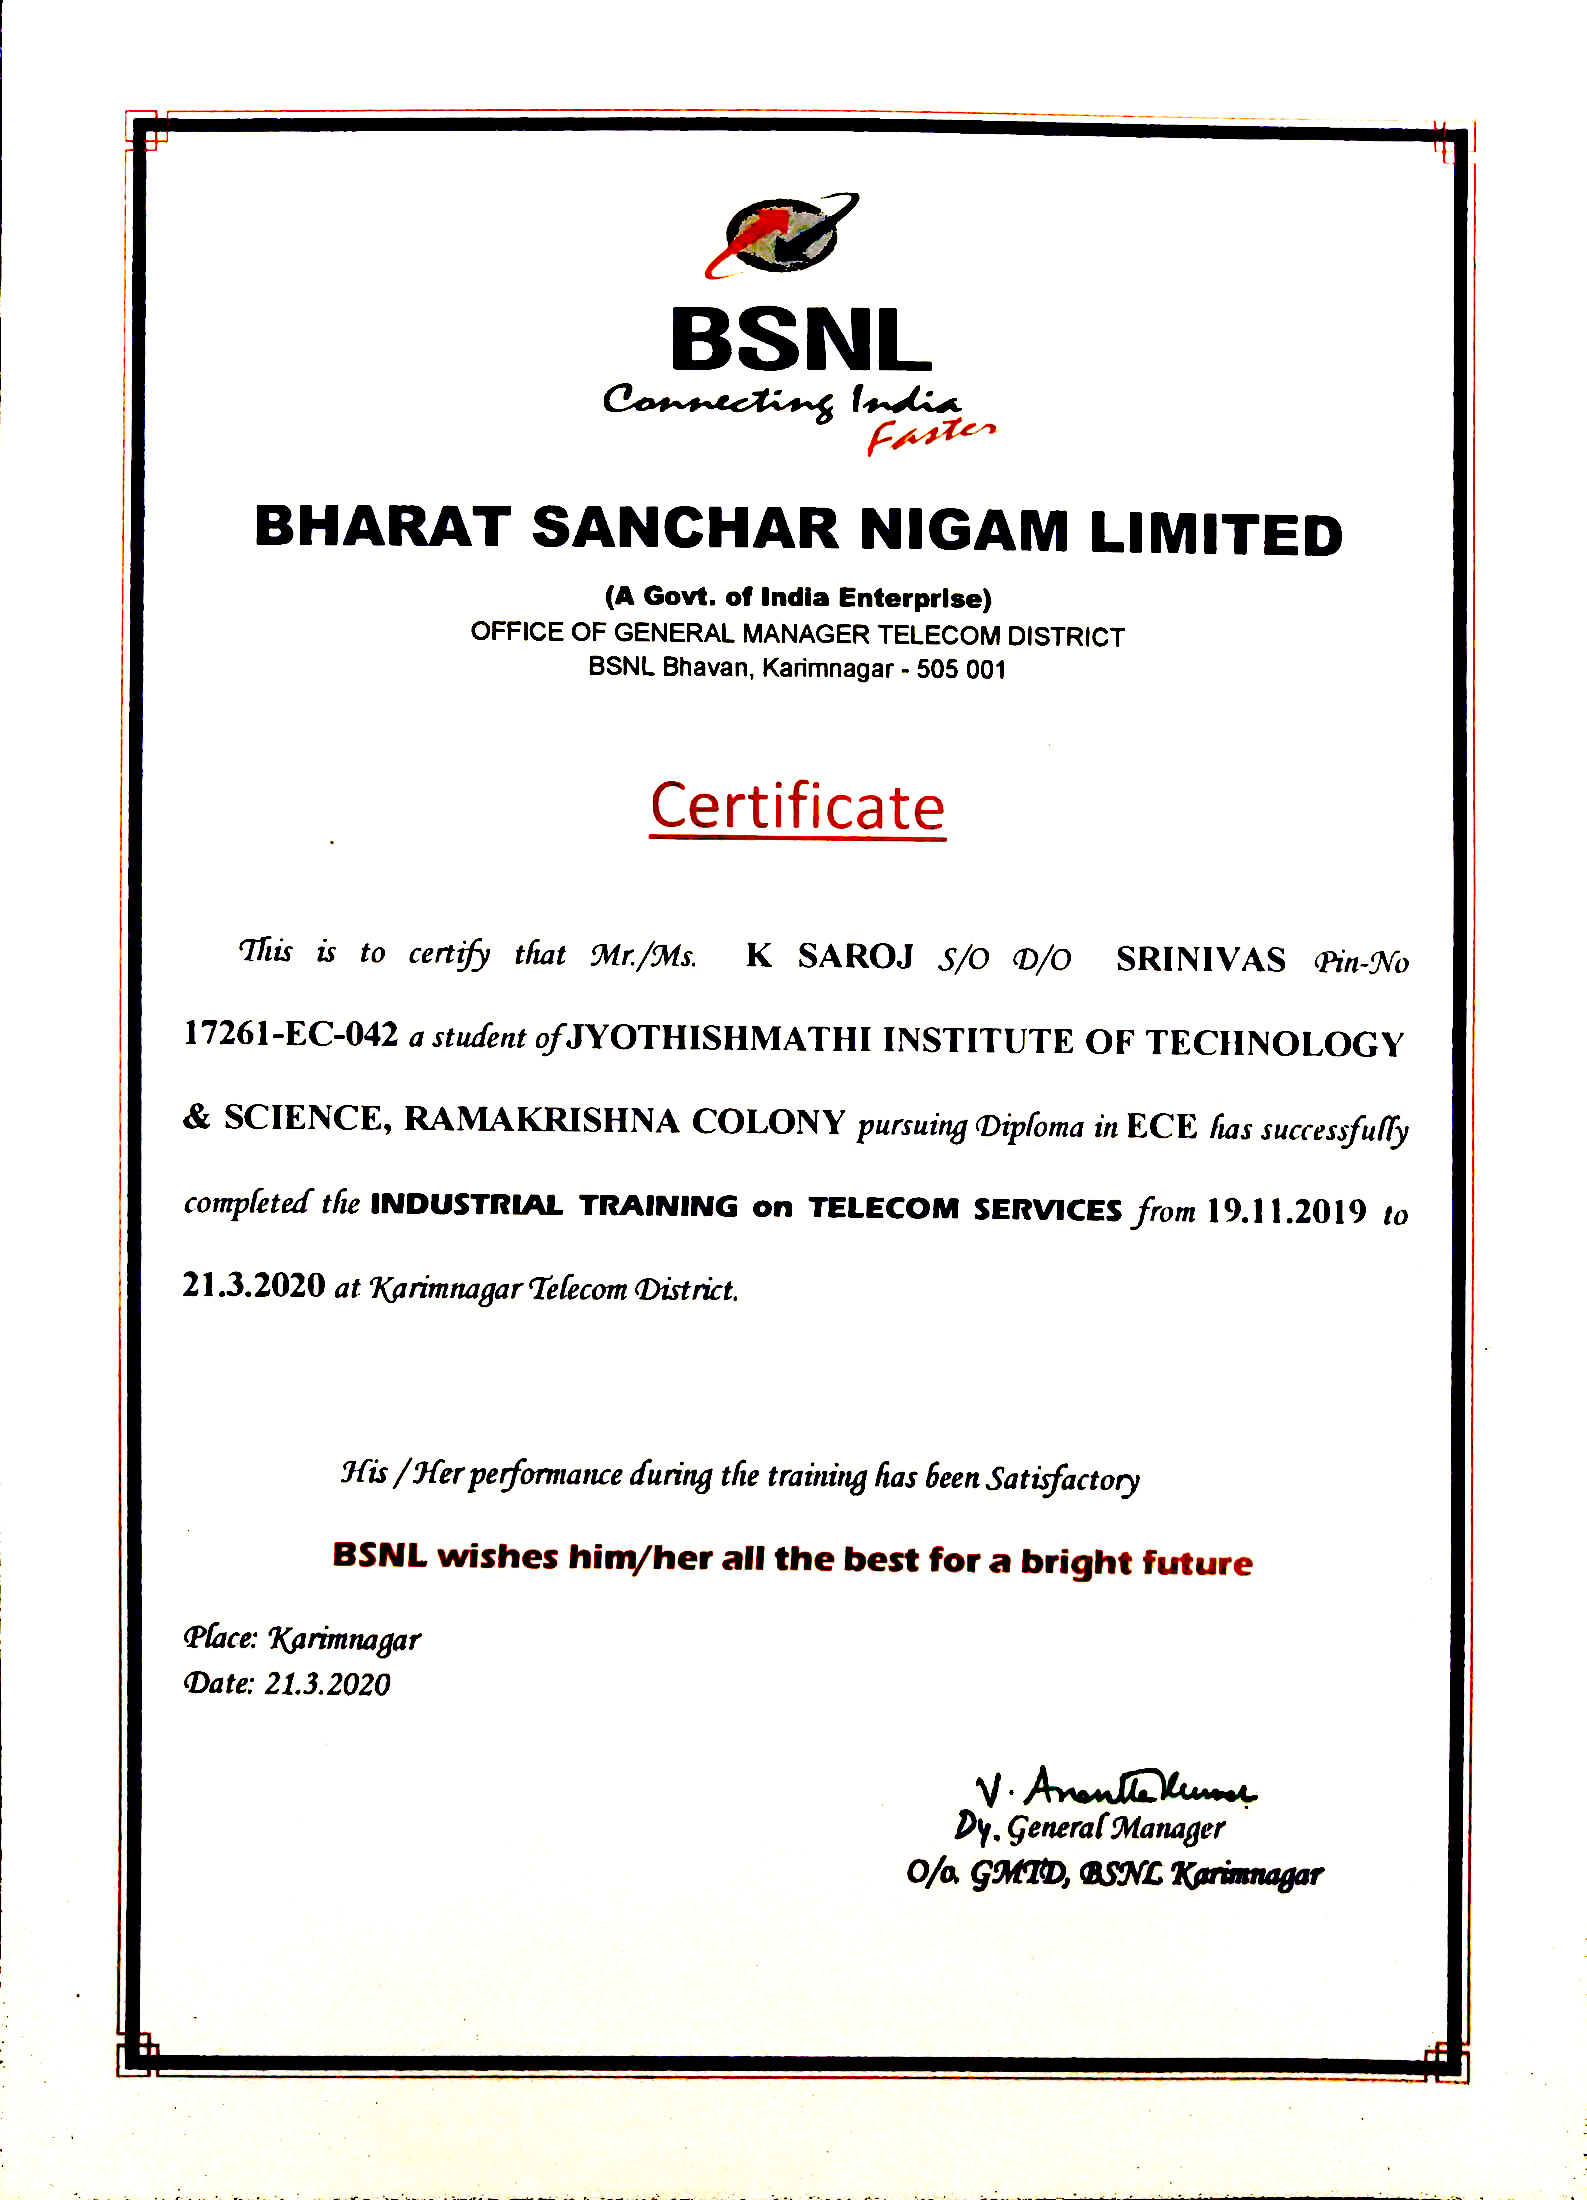 BSNL
Connecting India
Faster
BHARAT SANCHAR NIGAM LIMITED
(A Govt. of India Enterprise)
OFFICE OF GENERAL MANAGER TELECOM DISTRICT
BSNL Bhavan, Karimnagar - 505 001
Certificate
This is to certify that Mr./Ms. K SAROJ S/O D/O SRINIVAS Pin-No
17261-EC-042 a student of JYOTHISHMATHI INSTITUTE OF TECHNOLOGY
& SCIENCE, RAMAKRISHNA COLONY pursuing Diploma in ECE has successfully
completed the INDUSTRIAL TRAINING on TELECOM SERVICES from 19.11.2019 to
21.3.2020 at Karimnagar Telecom District.
His / Her performance during the training has been Satisfactory
BSNL wishes him/her all the best for a bright future
Place: Karimnagar
Date: 21.3.2020
V. Anantha Kumar
Dy. General Manager
O/o. GMTD, BSNL Karimnagar